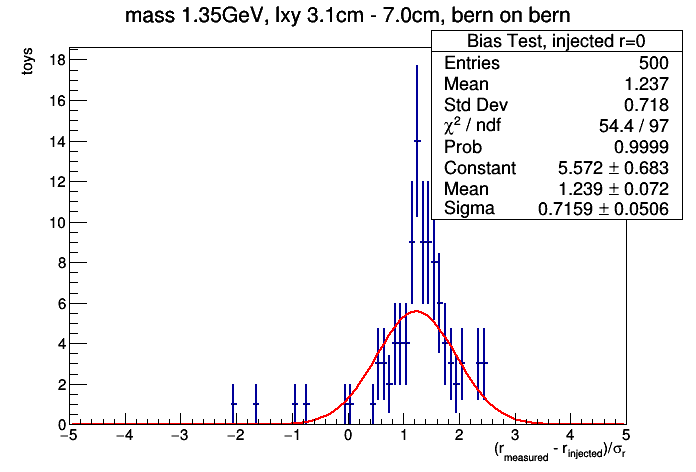 mass 1.35GeV, lxy 3.1cm - 7.0cm, bern on bern
Bias Test, injected r=0
Entries 500
Mean 1.237
Std Dev 0.718
χ² / ndf 54.4 / 97
Prob 0.9999
Constant 5.572 ± 0.683
Mean 1.239 ± 0.072
Sigma 0.7159 ± 0.0506
toys
18
16
14
12
10
8
6
4
2
0
−5 −4 −3 −2 −1 0 1 2 3 4 5
(r_measured - r_injected)/σ_r